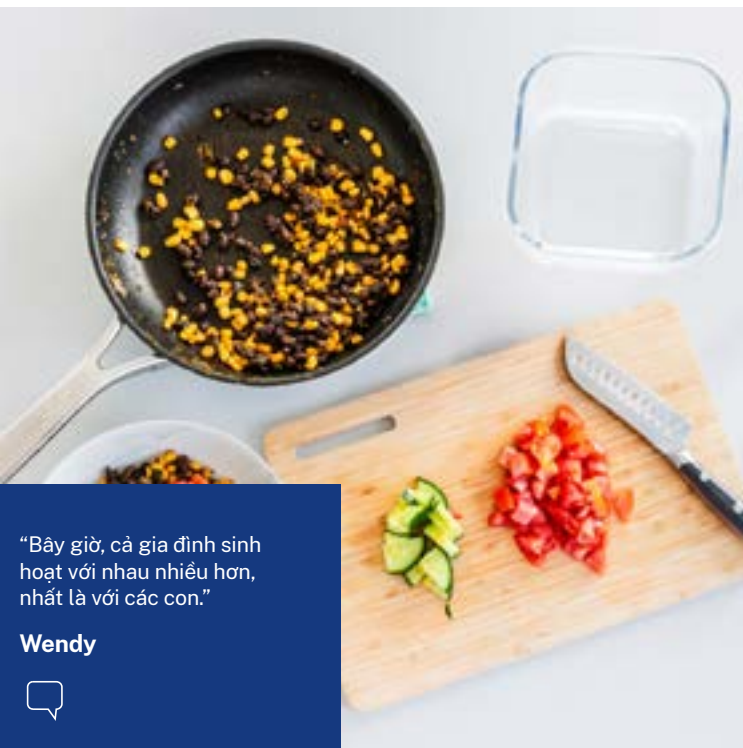 “Bây giờ, cả gia đình sinh
hoạt với nhau nhiều hơn,
nhất là với các con.”
Wendy